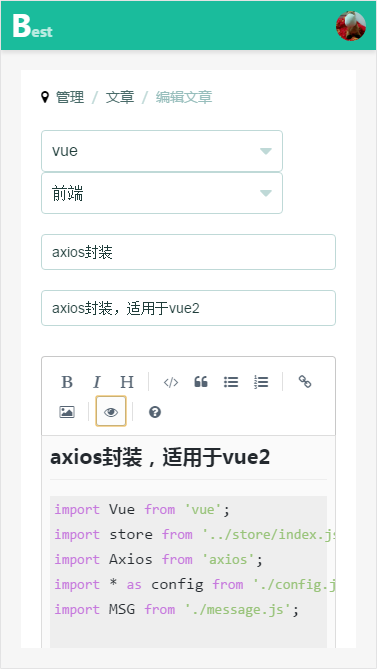 Best
管理 / 文章 / 编辑文章
vue
前端
axios封装
axios封装，适用于vue2
B I H </> “ 
axios封装，适用于vue2
import Vue from 'vue';
import store from '../store/index.js
import Axios from 'axios';
import * as config from './config.j
import MSG from './message.js';